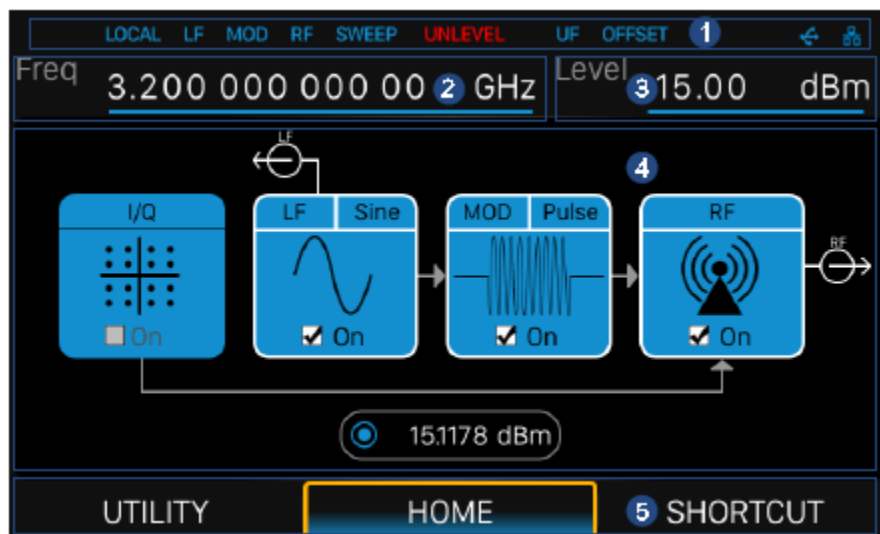 LOCAL LF MOD RF SWEEP UNLEVEL UF OFFSET 1
Freq 3.200 000 000 00 2 GHz
Level 3 15.00 dBm
LF
4
I/Q
LF Sine
MOD Pulse
RF
RF
On
On
On
On
15.1178 dBm
UTILITY HOME 5 SHORTCUT